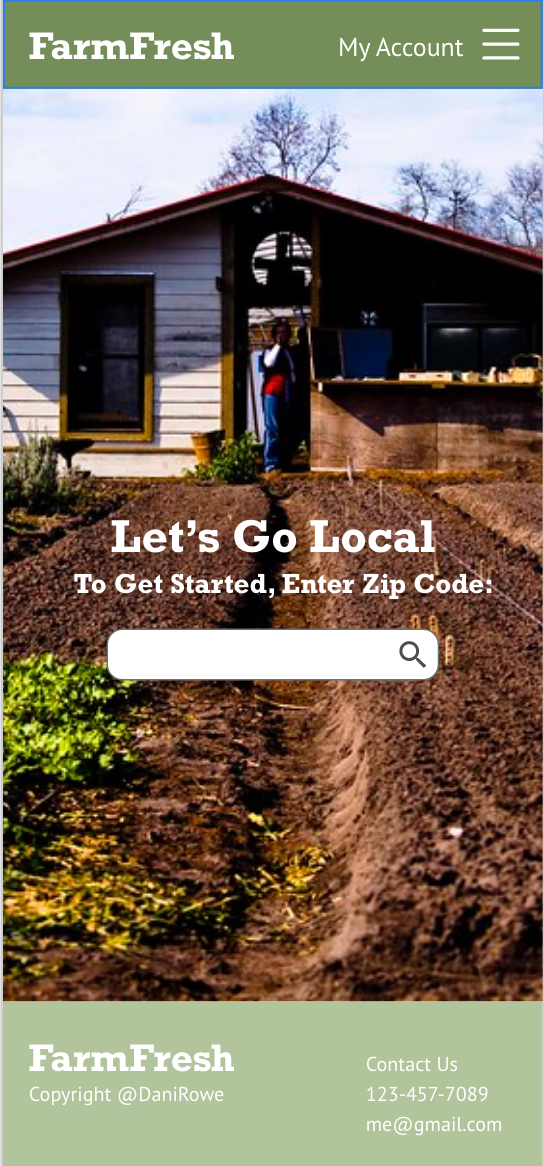 FarmFresh
My Account
Let's Go Local
To Get Started, Enter Zip Code:
FarmFresh
Copyright @DaniRowe
Contact Us
123-457-7089
me@gmail.com